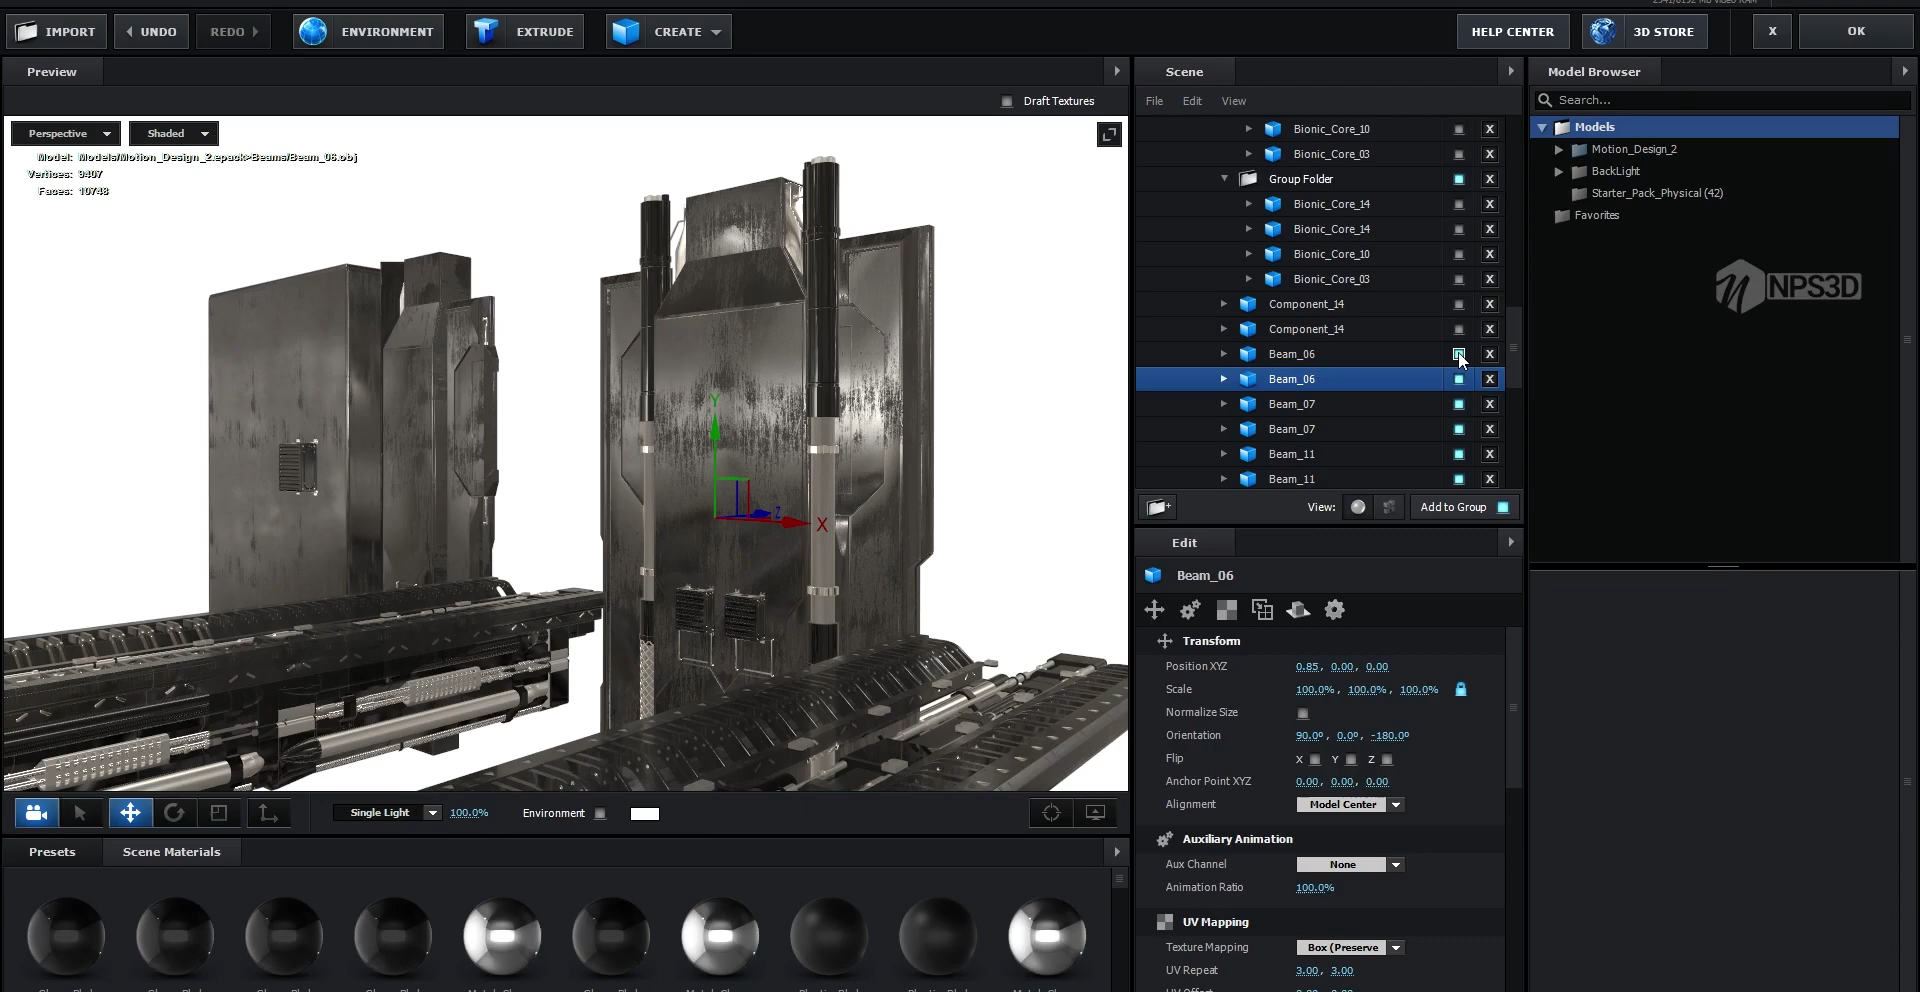 IMPORT
UNDO
REDO
ENVIRONMENT
EXTRUDE
CREATE
HELP CENTER
3D STORE
X
OK
Preview
Draft Textures
Perspective
Shaded
Model: Models/Motion_Design_2.epack>Beams/Beam_06.obj
Vertices: 9407
Faces: 10748
Y
Z
X
Single Light
100.0%
Environment
Presets
Scene Materials
Scene
File Edit View
Bionic_Core_10 X
Bionic_Core_03 X
Group Folder X
Bionic_Core_14 X
Bionic_Core_14 X
Bionic_Core_10 X
Bionic_Core_03 X
Component_14 X
Component_14 X
Beam_06 X
Beam_06 X
Beam_07 X
Beam_07 X
Beam_11 X
Beam_11 X
View:
Add to Group
Edit
Beam_06
Transform
Position XYZ 0.85, 0.00, 0.00
Scale 100.0%, 100.0%, 100.0%
Normalize Size
Orientation 90.0º, 0.0º, -180.0º
Flip X Y Z
Anchor Point XYZ 0.00, 0.00, 0.00
Alignment Model Center
Auxiliary Animation
Aux Channel None
Animation Ratio 100.0%
UV Mapping
Texture Mapping Box (Preserve
UV Repeat 3.00, 3.00
Model Browser
Search...
Models
Motion_Design_2
BackLight
Starter_Pack_Physical (42)
Favorites
NPS3D